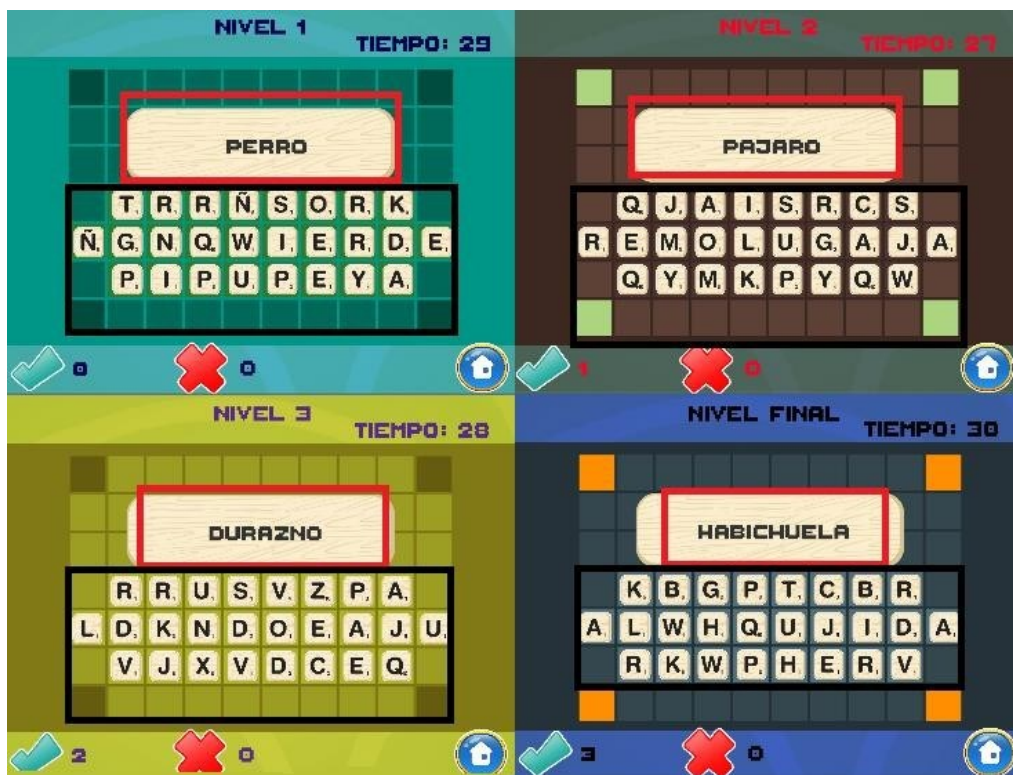 NIVEL 1
TIEMPO: 29
PERRO
T R R Ñ S O R K
Ñ G N Q W I E R D E
P I P U P E Y A
0 0
NIVEL 2
TIEMPO: 27
PAJARO
Q J A I S R C S
R E M O L U G A J A
Q Y M K P Y Q W
1 0
NIVEL 3
TIEMPO: 28
DURAZNO
R R U S V Z P A
L D K N D O E A J U
V J X V D C E Q
2 0
NIVEL FINAL
TIEMPO: 30
HABICHUELA
K B G P T C B R
A L W H Q U J I D A
R K W P H E R V
3 0